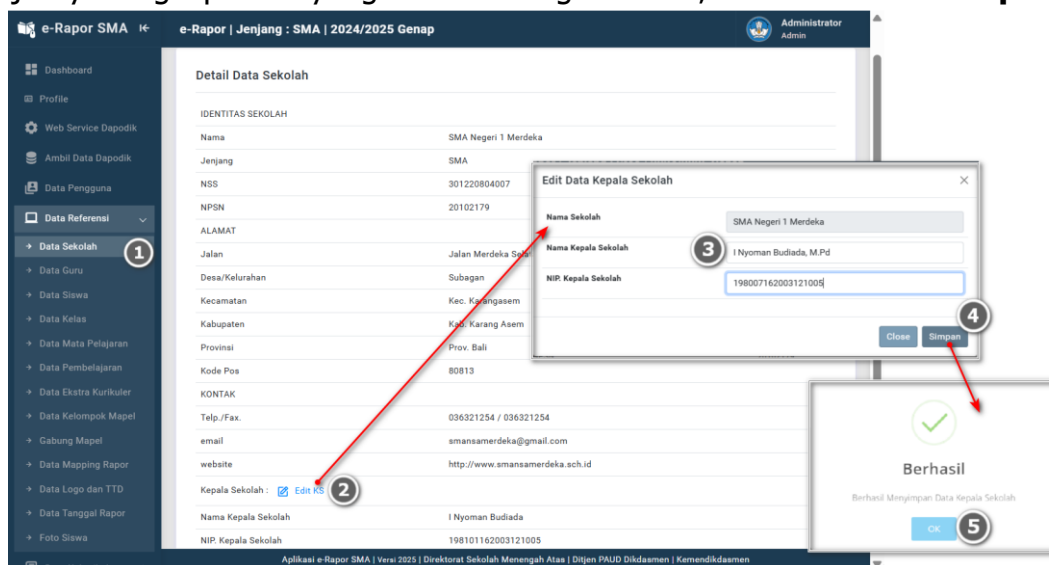 e-Rapor SMA
e-Rapor | Jenjang : SMA | 2024/2025 Genap
Administrator
Admin
Dashboard
Profile
Web Service Dapodik
Ambil Data Dapodik
Data Pengguna
Data Referensi
Data Sekolah
1
Data Guru
Data Siswa
Data Kelas
Data Mata Pelajaran
Data Pembelajaran
Data Ekstra Kurikuler
Data Kelompok Mapel
Gabung Mapel
Data Mapping Rapor
Data Logo dan TTD
Data Tanggal Rapor
Foto Siswa
Detail Data Sekolah
IDENTITAS SEKOLAH
Nama SMA Negeri 1 Merdeka
Jenjang SMA
NSS 301220804007
NPSN 20102179
ALAMAT
Jalan Jalan Merdeka
Desa/Kelurahan Subagan
Kecamatan Kec. Karangasem
Kabupaten Kab. Karang Asem
Provinsi Prov. Bali
Kode Pos 80813
KONTAK
Telp./Fax. 036321254 / 036321254
email smansamerdeka@gmail.com
website http://www.smansamerdeka.sch.id
Kepala Sekolah : Edit KS 2
Nama Kepala Sekolah I Nyoman Budiada
NIP. Kepala Sekolah 198101162003121005
Edit Data Kepala Sekolah
Nama Sekolah SMA Negeri 1 Merdeka
Nama Kepala Sekolah 3 I Nyoman Budiada, M.Pd
NIP. Kepala Sekolah 198007162003121005
4
Close Simpan
Berhasil
Berhasil Menyimpan Data Kepala Sekolah
OK 5
Aplikasi e-Rapor SMA | Versi 2025 | Direktorat Sekolah Menengah Atas | Ditjen PAUD Dikdasmen | Kemendikdasmen